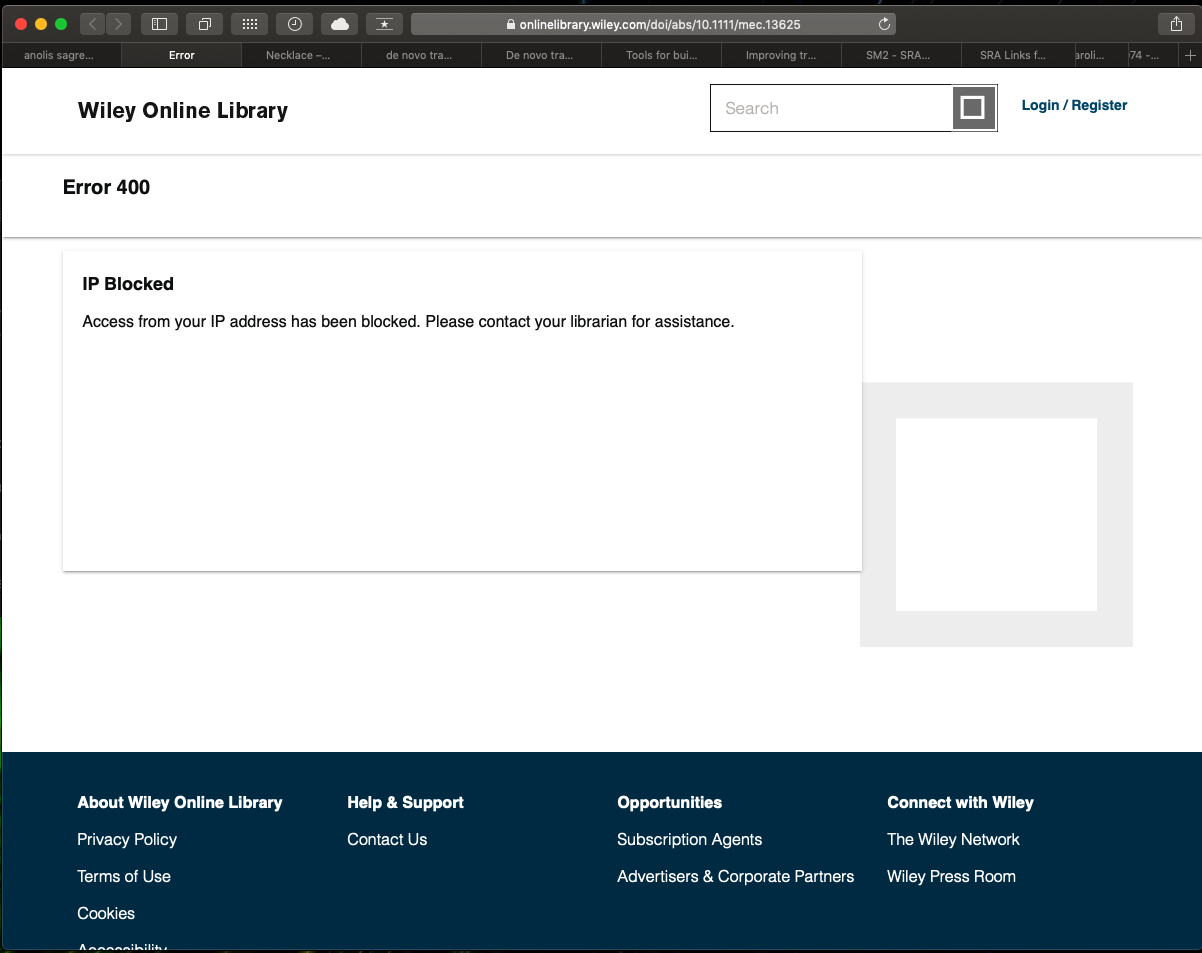 onlinelibrary.wiley.com/doi/abs/10.1111/mec.13625
anolis sagre... Error Necklace –... de novo tra... De novo tra... Tools for bui... Improving tr... SM2 - SRA... SRA Links f... aroli... 74 -...
Wiley Online Library
Search
Login / Register
Error 400
IP Blocked
Access from your IP address has been blocked. Please contact your librarian for assistance.
About Wiley Online Library
Privacy Policy
Terms of Use
Cookies
Accessibility
Help & Support
Contact Us
Opportunities
Subscription Agents
Advertisers & Corporate Partners
Connect with Wiley
The Wiley Network
Wiley Press Room